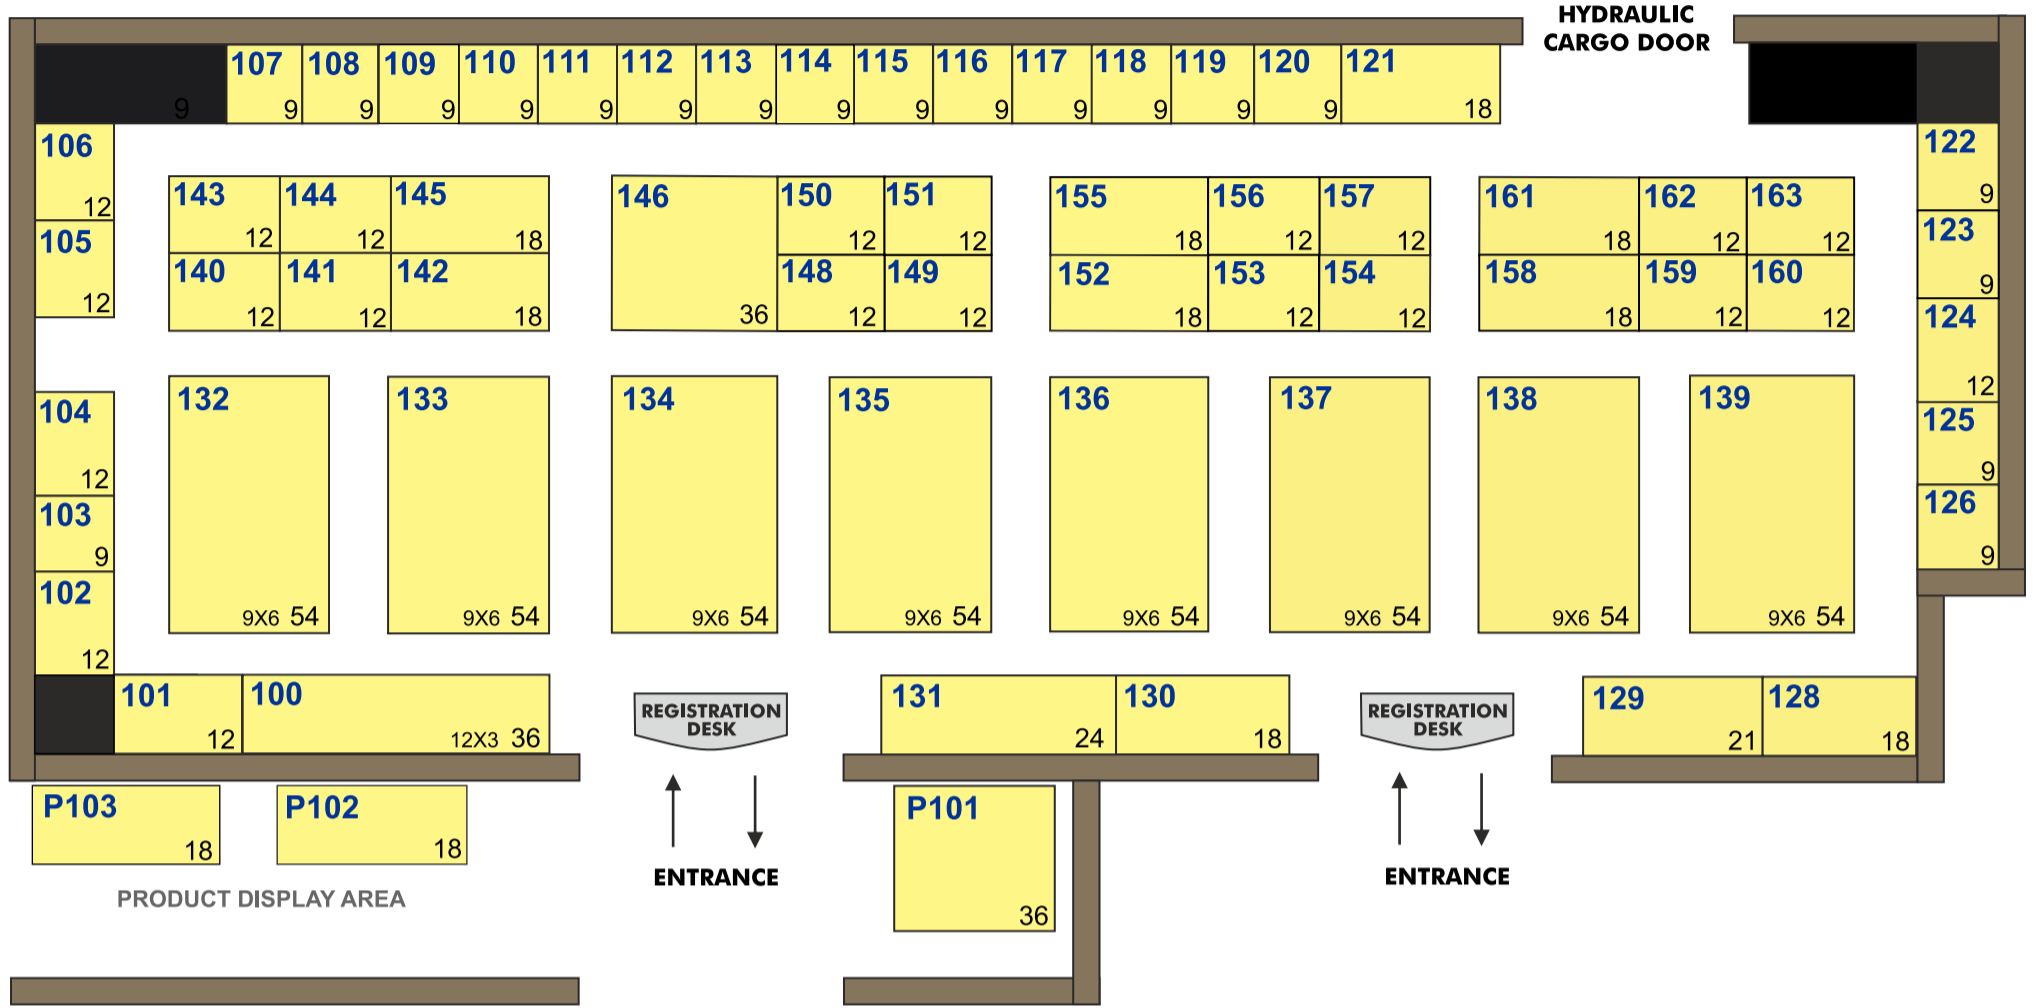 HYDRAULIC
CARGO DOOR
107 108 109 110 111 112 113 114 115 116 117 118 119 120 121
9 9 9 9 9 9 9 9 9 9 9 9 9 9 9 18
106
12
105
12
143 144 145
12 12 18
140 141 142
12 12 18
146
36
150 151
12 12
148 149
12 12
155 156 157
18 12 12
152 153 154
18 12 12
161 162 163
18 12 12
158 159 160
18 12 12
122
9
123
9
124
12
125
9
126
9
104
12
103
9
102
12
132 133 134 135 136 137 138 139
9X6 54 9X6 54 9X6 54 9X6 54 9X6 54 9X6 54 9X6 54 9X6 54
101 100
12 12X3 36
REGISTRATION
DESK
131 130
24 18
REGISTRATION
DESK
129 128
21 18
P103 P102
18 18
PRODUCT DISPLAY AREA
ENTRANCE
P101
36
ENTRANCE